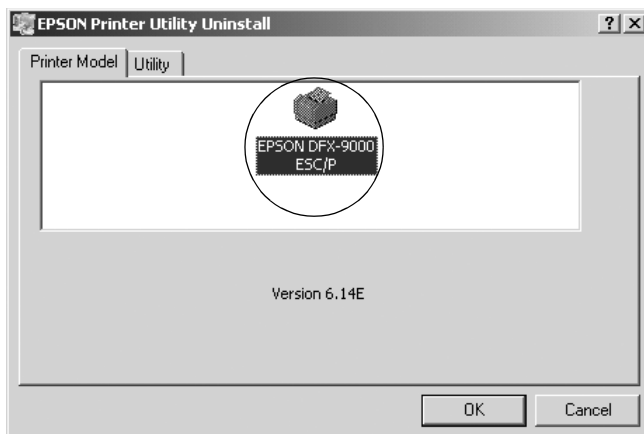 EPSON Printer Utility Uninstall
Printer Model
Utility
EPSON DFX-9000
ESC/P
Version 6.14E
OK
Cancel